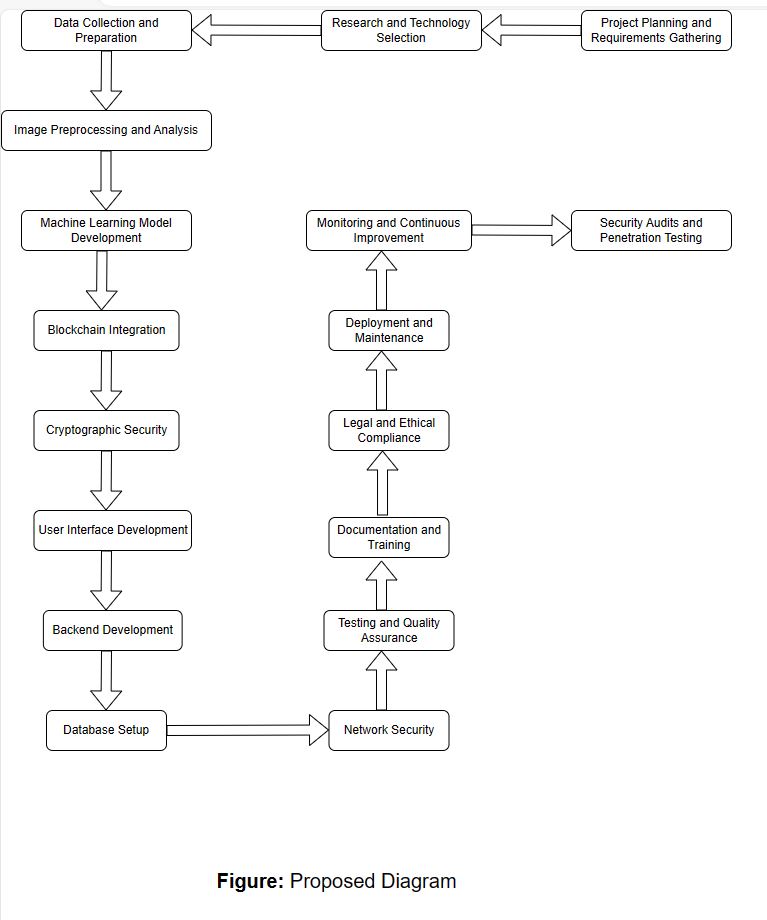 Data Collection and
Preparation
Research and Technology
Selection
Project Planning and
Requirements Gathering
Image Preprocessing and Analysis
Machine Learning Model
Development
Monitoring and Continuous
Improvement
Security Audits and
Penetration Testing
Blockchain Integration
Deployment and
Maintenance
Cryptographic Security
Legal and Ethical
Compliance
User Interface Development
Documentation and
Training
Backend Development
Testing and Quality
Assurance
Database Setup
Network Security
Figure: Proposed Diagram